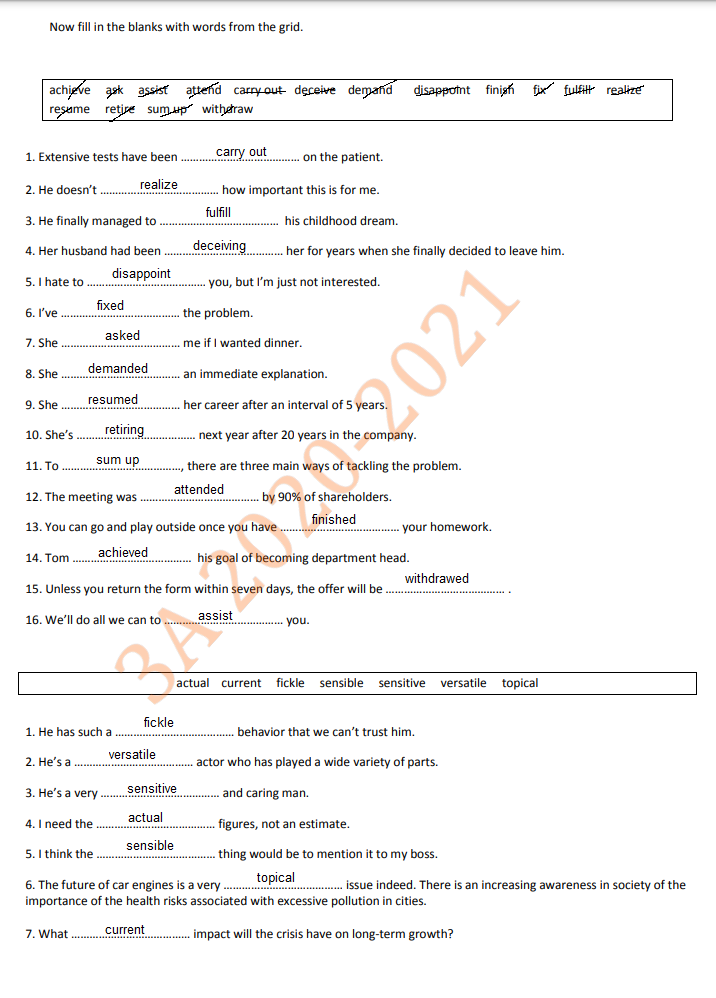 Now fill in the blanks with words from the grid.
achieve ask assist attend carry out deceive demand disappoint finish fix fulfill realize
resume retire sum up withdraw
1. Extensive tests have been ……carry out…… on the patient.
2. He doesn't ……realize…… how important this is for me.
3. He finally managed to ……fulfill…… his childhood dream.
4. Her husband had been ……deceiving…… her for years when she finally decided to leave him.
5. I hate to ……disappoint…… you, but I'm just not interested.
6. I've ……fixed…… the problem.
7. She ……asked…… me if I wanted dinner.
8. She ……demanded…… an immediate explanation.
9. She ……resumed…… her career after an interval of 5 years.
10. She's ……retiring…… next year after 20 years in the company.
11. To ……sum up……, there are three main ways of tackling the problem.
12. The meeting was ……attended…… by 90% of shareholders.
13. You can go and play outside once you have ……finished…… your homework.
14. Tom ……achieved…… his goal of becoming department head.
15. Unless you return the form within seven days, the offer will be ……withdrawed…… .
16. We'll do all we can to ……assist…… you.
3A 2020-2021
actual current fickle sensible sensitive versatile topical
1. He has such a ……fickle…… behavior that we can't trust him.
2. He's a ……versatile…… actor who has played a wide variety of parts.
3. He's a very ……sensitive…… and caring man.
4. I need the ……actual…… figures, not an estimate.
5. I think the ……sensible…… thing would be to mention it to my boss.
6. The future of car engines is a very ……topical…… issue indeed. There is an increasing awareness in society of the
importance of the health risks associated with excessive pollution in cities.
7. What ……current…… impact will the crisis have on long-term growth?